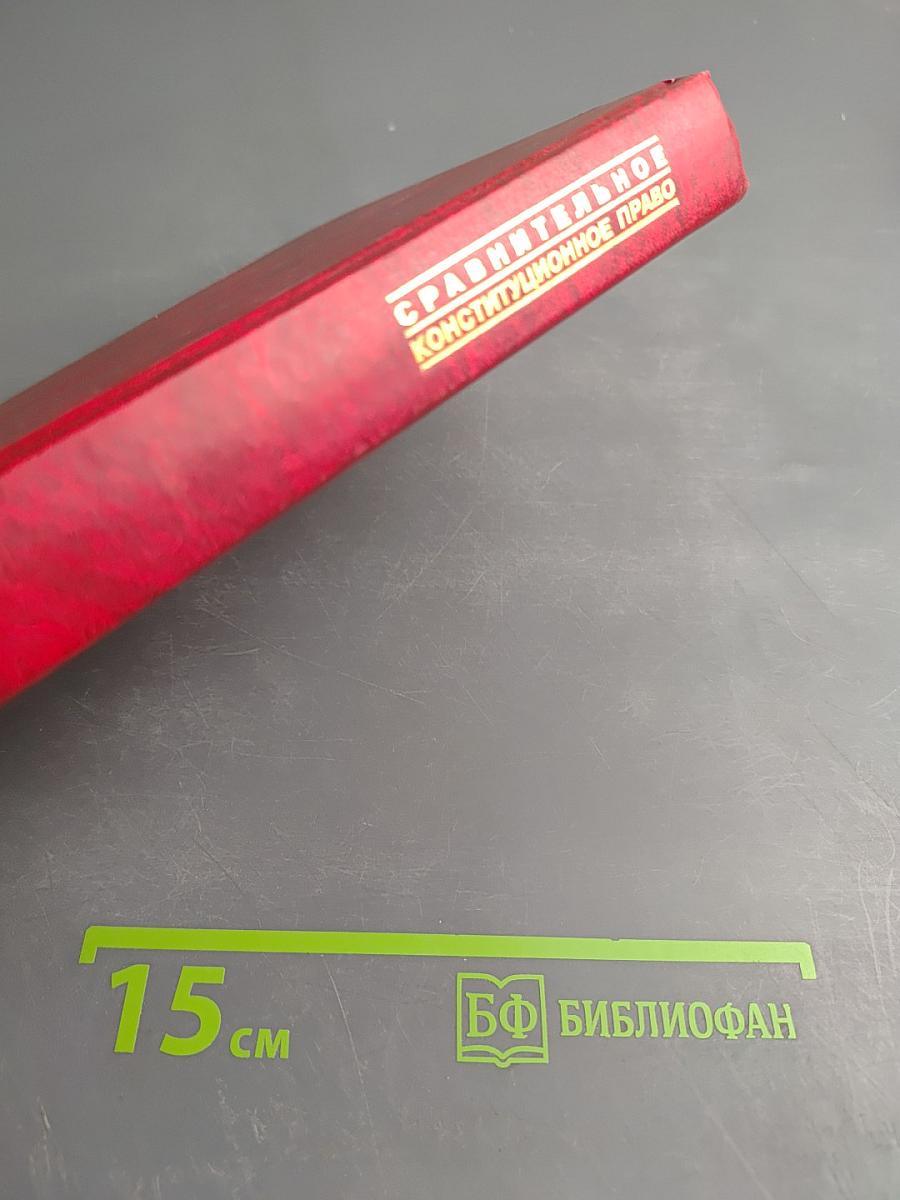 СРАВНИТЕЛЬНОЕ
КОНСТИТУЦИОННОЕ ПРАВО
15 см
БФ БИБЛИОФАН